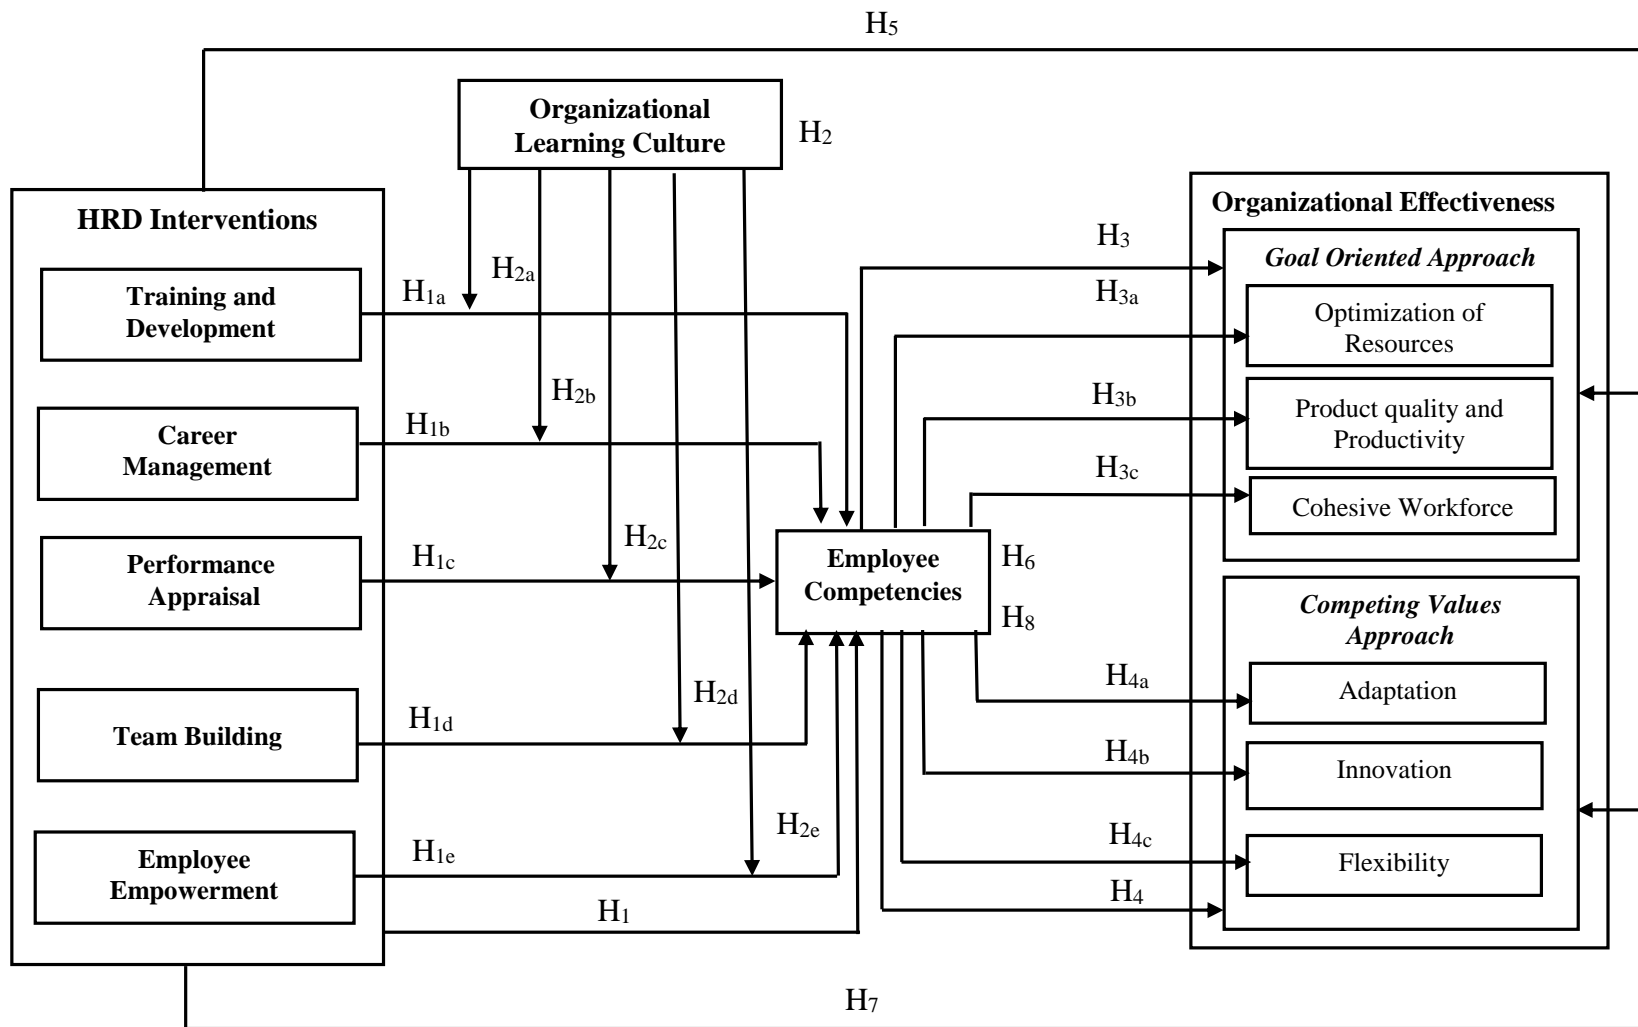 H5
Organizational
Learning Culture
H2
HRD Interventions
Training and
Development
Career
Management
Performance
Appraisal
Team Building
Employee
Empowerment
H1a
H1b
H1c
H1d
H1e
H1
H2a
H2b
H2c
H2d
H2e
Employee
Competencies
H6
H8
H3
H3a
H3b
H3c
H4a
H4b
H4c
H4
Organizational Effectiveness
Goal Oriented Approach
Optimization of
Resources
Product quality and
Productivity
Cohesive Workforce
Competing Values
Approach
Adaptation
Innovation
Flexibility
H7